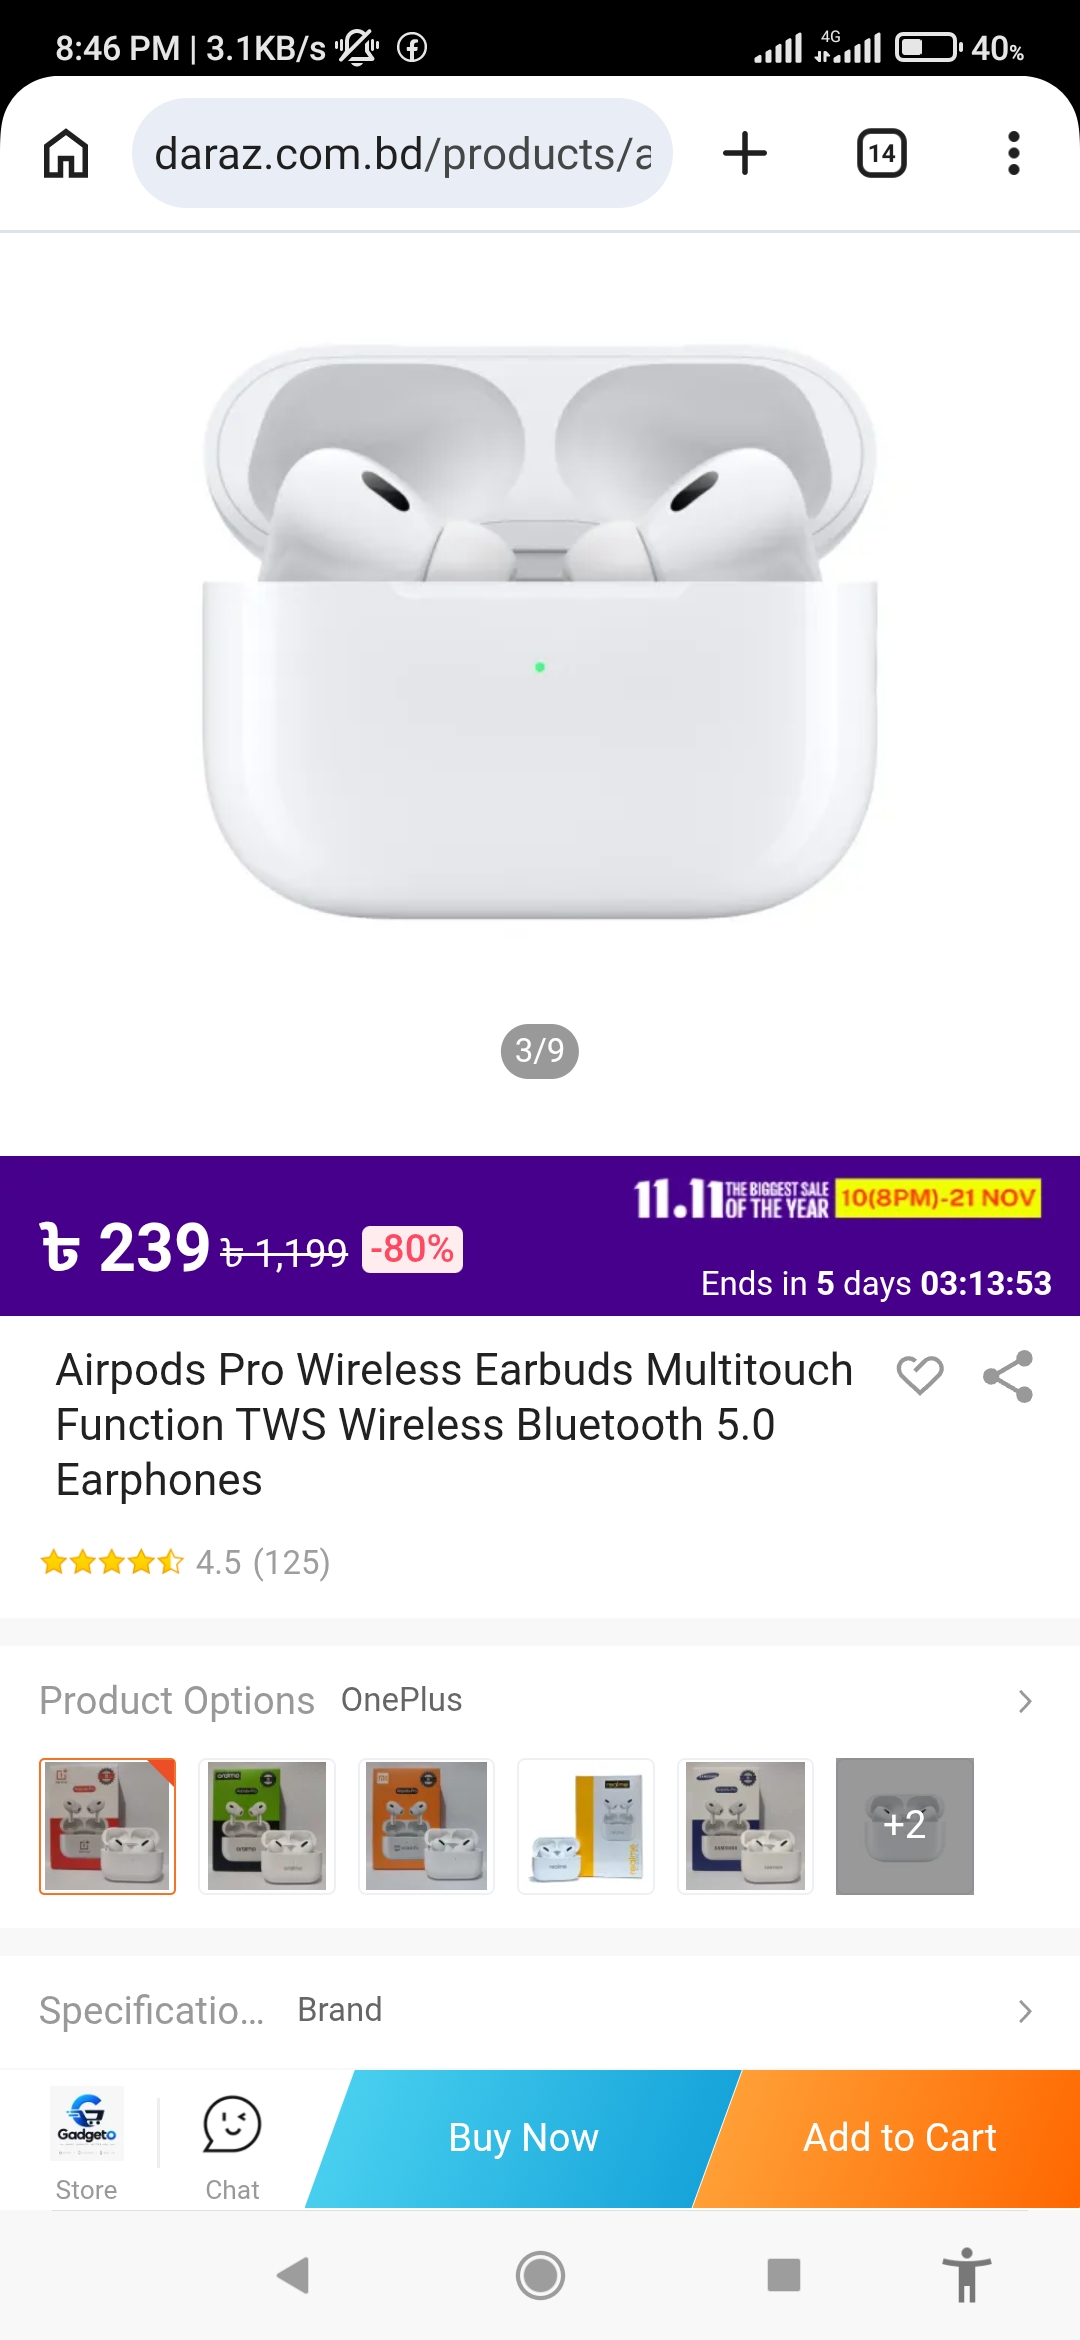 8:46 PM | 3.1KB/s
4G
40%
daraz.com.bd/products/a
14
3/9
11.11 THE BIGGEST SALE OF THE YEAR 10(8PM)-21 NOV
৳ 239 ৳ 1,199 -80%
Ends in 5 days 03:13:53
Airpods Pro Wireless Earbuds Multitouch
Function TWS Wireless Bluetooth 5.0
Earphones
4.5 (125)
Product Options OnePlus
oraimo
realme
SAMSUNG
+2
Specificatio... Brand
Gadgeto
Store
Chat
Buy Now
Add to Cart